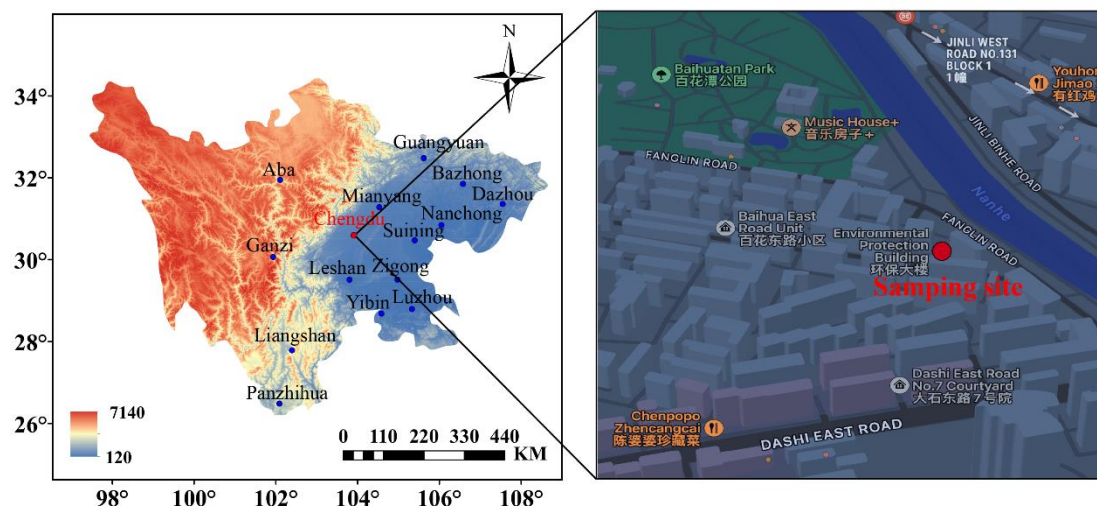 N
34°
32°
30°
28°
26°
Guangyuan
Bazhong
Aba
Dazhou
Mianyang
Nanchong
Chengdu
Suining
Ganzi
Leshan
Zigong
Yibin
Luzhou
Liangshan
Panzhihua
7140
120
0 110 220 330 440
KM
98° 100° 102° 104° 106° 108°
JINLI WEST
ROAD NO.131
BLOCK 1
1幢
Baihuatan Park
百花潭公园
Youhon
Jimao
有红鸡
Music House+
音乐房子+
JINLI BINHE ROAD
FANGLIN ROAD
Nanhe
Baihua East
Road Unit
百花东路小区
FANGLIN ROAD
Environmental
Protection
Building
环保大楼
Samping site
Dashi East Road
No.7 Courtyard
大石东路7号院
Chenpopo
Zhencangcai
陈婆婆珍藏菜
DASHI EAST ROAD